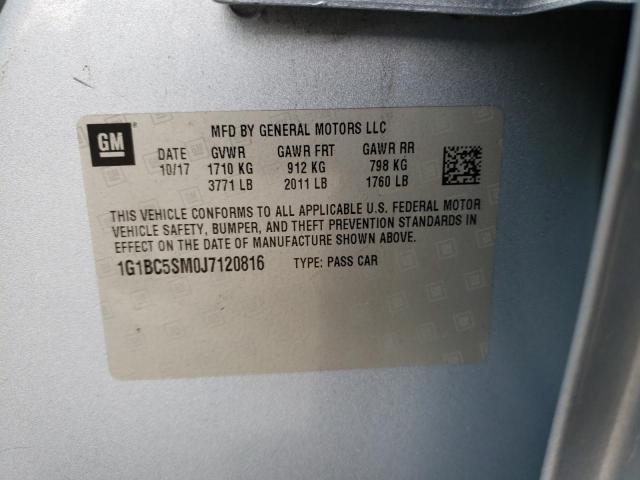 GM
MFD BY GENERAL MOTORS LLC
DATE GVWR GAWR FRT GAWR RR
10/17 1710 KG 912 KG 798 KG
3771 LB 2011 LB 1760 LB
THIS VEHICLE CONFORMS TO ALL APPLICABLE U.S. FEDERAL MOTOR
VEHICLE SAFETY, BUMPER, AND THEFT PREVENTION STANDARDS IN
EFFECT ON THE DATE OF MANUFACTURE SHOWN ABOVE.
1G1BC5SM0J7120816 TYPE: PASS CAR